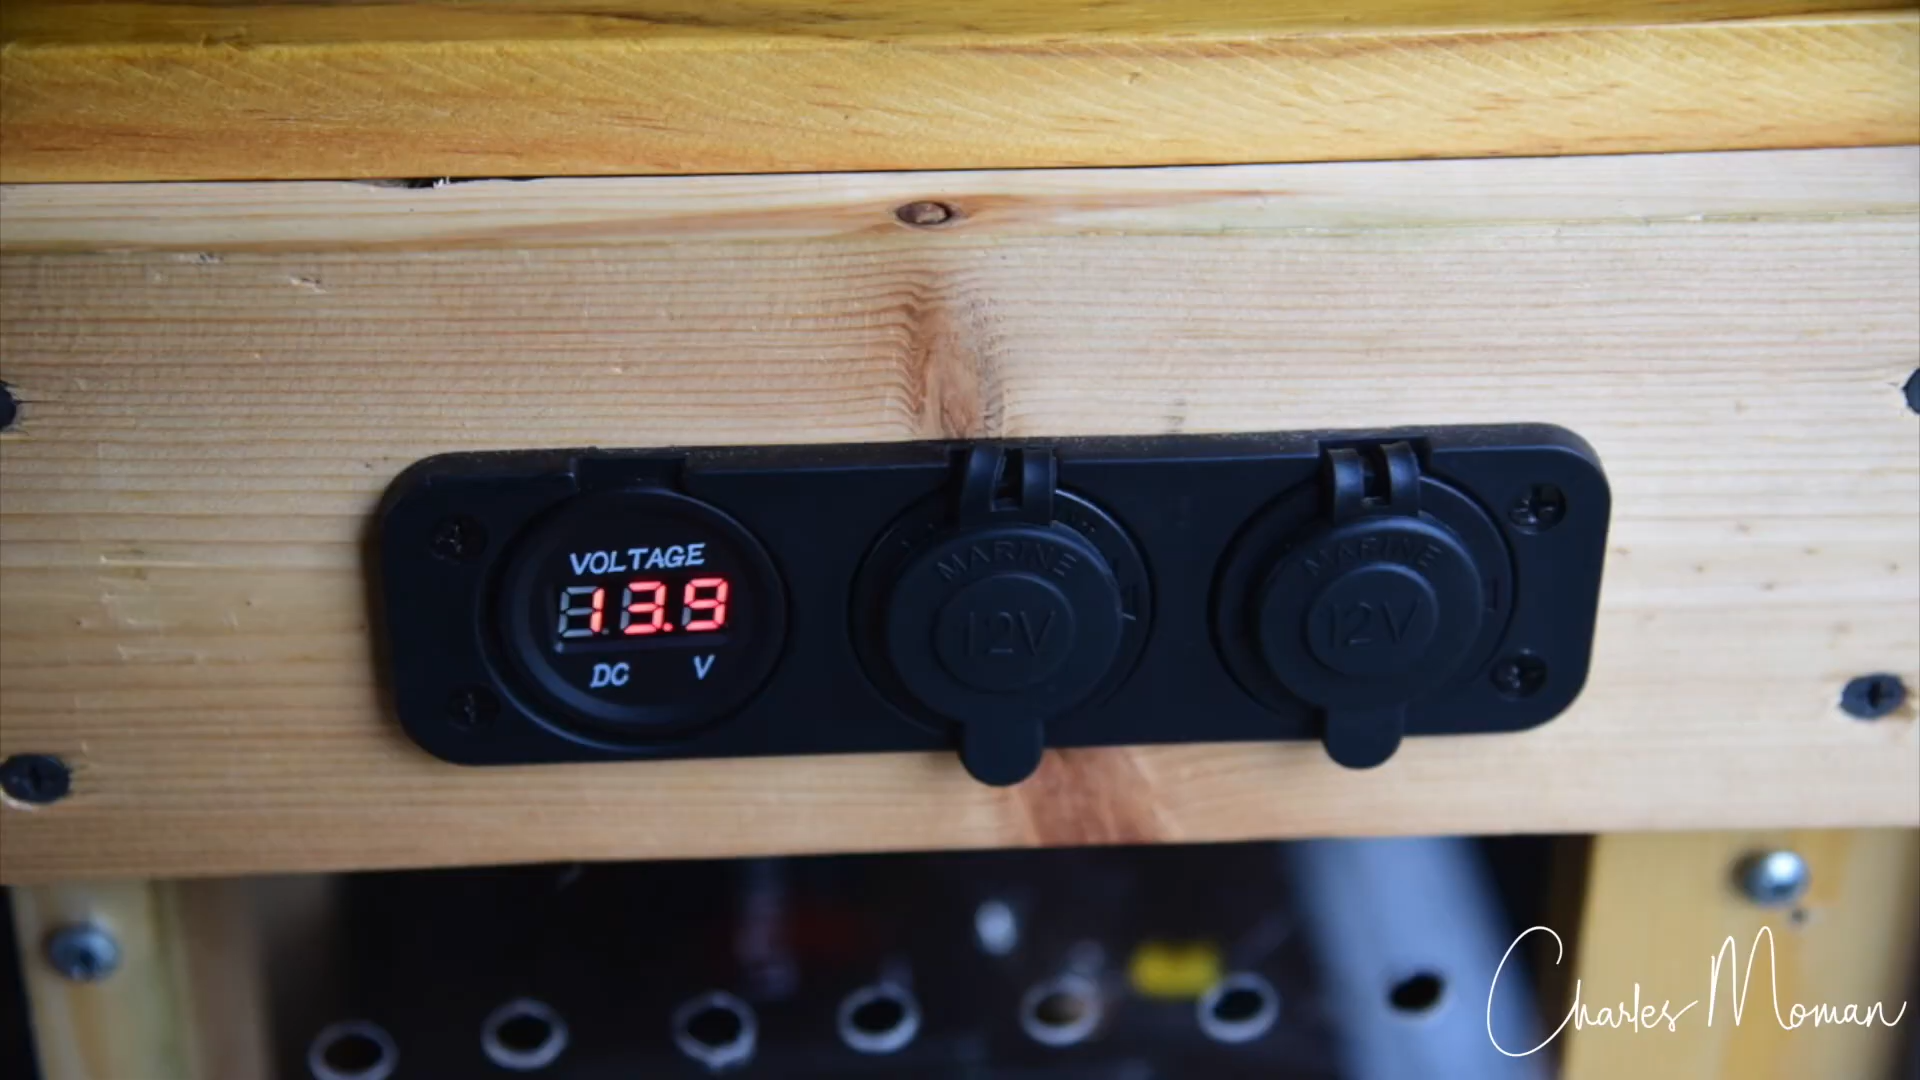 VOLTAGE
13.9
DC V
MARINE
12V
MARINE
12V
Charles Moman